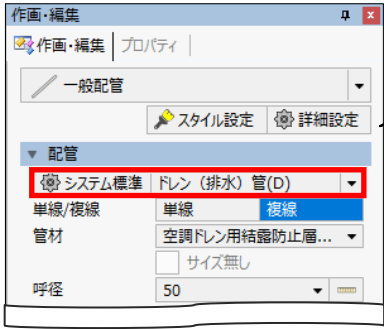 作画・編集
作画・編集 プロパティ
一般配管
スタイル設定 詳細設定
配管
システム標準 ドレン（排水）管(D)
単線/複線 単線 複線
管材 空調ドレン用結露防止層...
サイズ無し
呼径 50